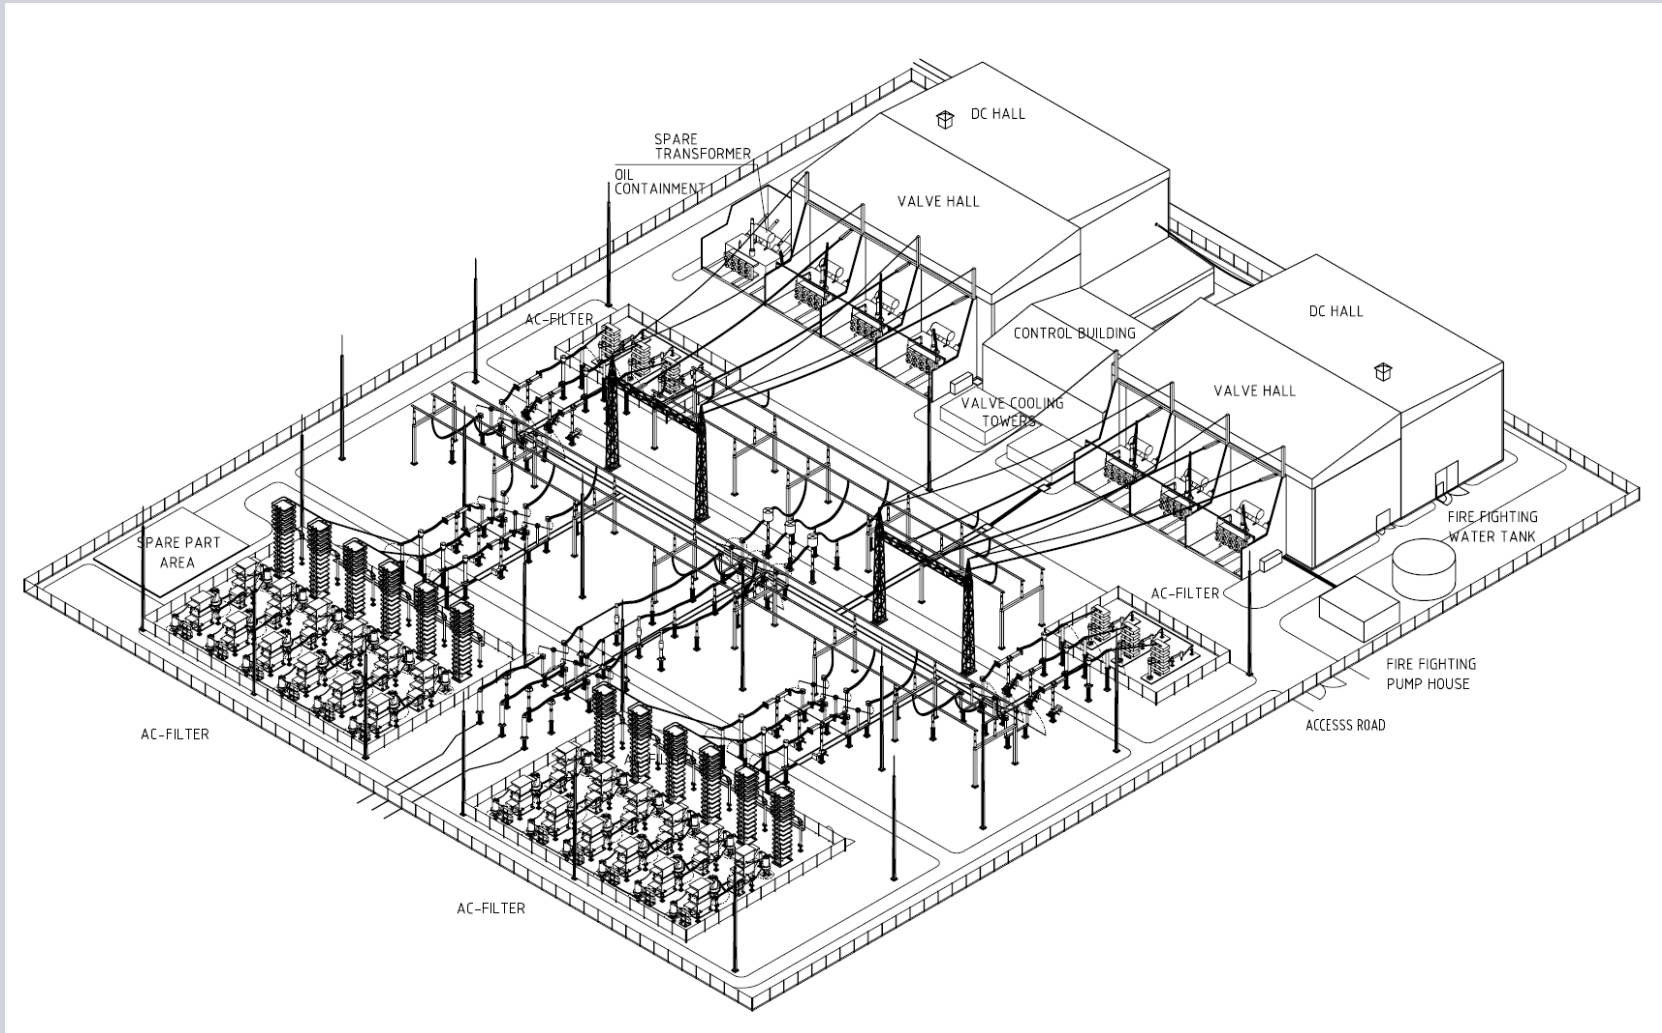 DC HALL
SPARE
TRANSFORMER
OIL
CONTAINMENT
VALVE HALL
DC HALL
AC-FILTER
CONTROL BUILDING
VALVE HALL
VALVE COOLING
TOWERS
FIRE FIGHTING
WATER TANK
SPARE PART
AREA
AC-FILTER
FIRE FIGHTING
PUMP HOUSE
ACCESSS ROAD
AC-FILTER
AC-FILTER